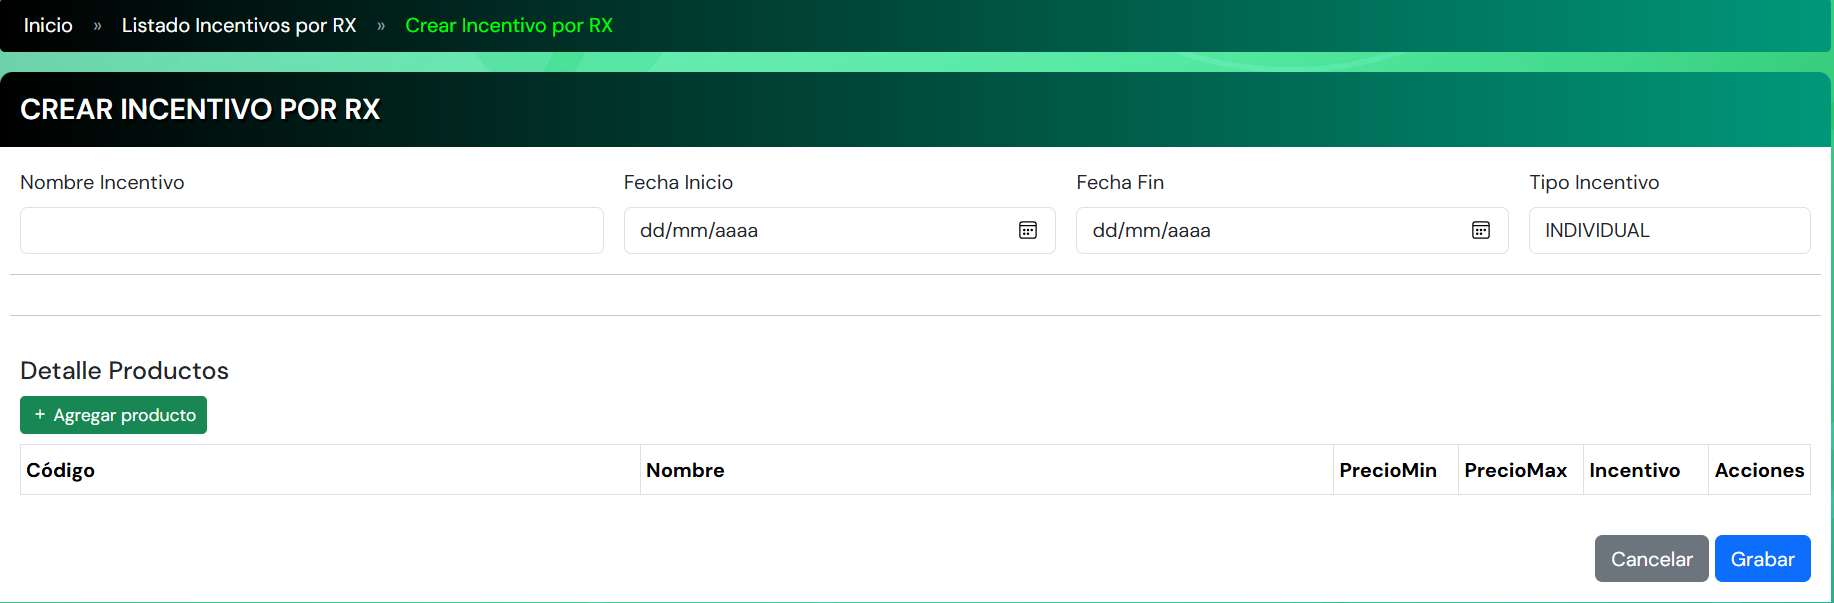 Inicio » Listado Incentivos por RX » Crear Incentivo por RX
CREAR INCENTIVO POR RX
Nombre Incentivo Fecha Inicio Fecha Fin Tipo Incentivo
dd/mm/aaaa dd/mm/aaaa INDIVIDUAL
Detalle Productos
+ Agregar producto
Código Nombre PrecioMin PrecioMax Incentivo Acciones
Cancelar Grabar